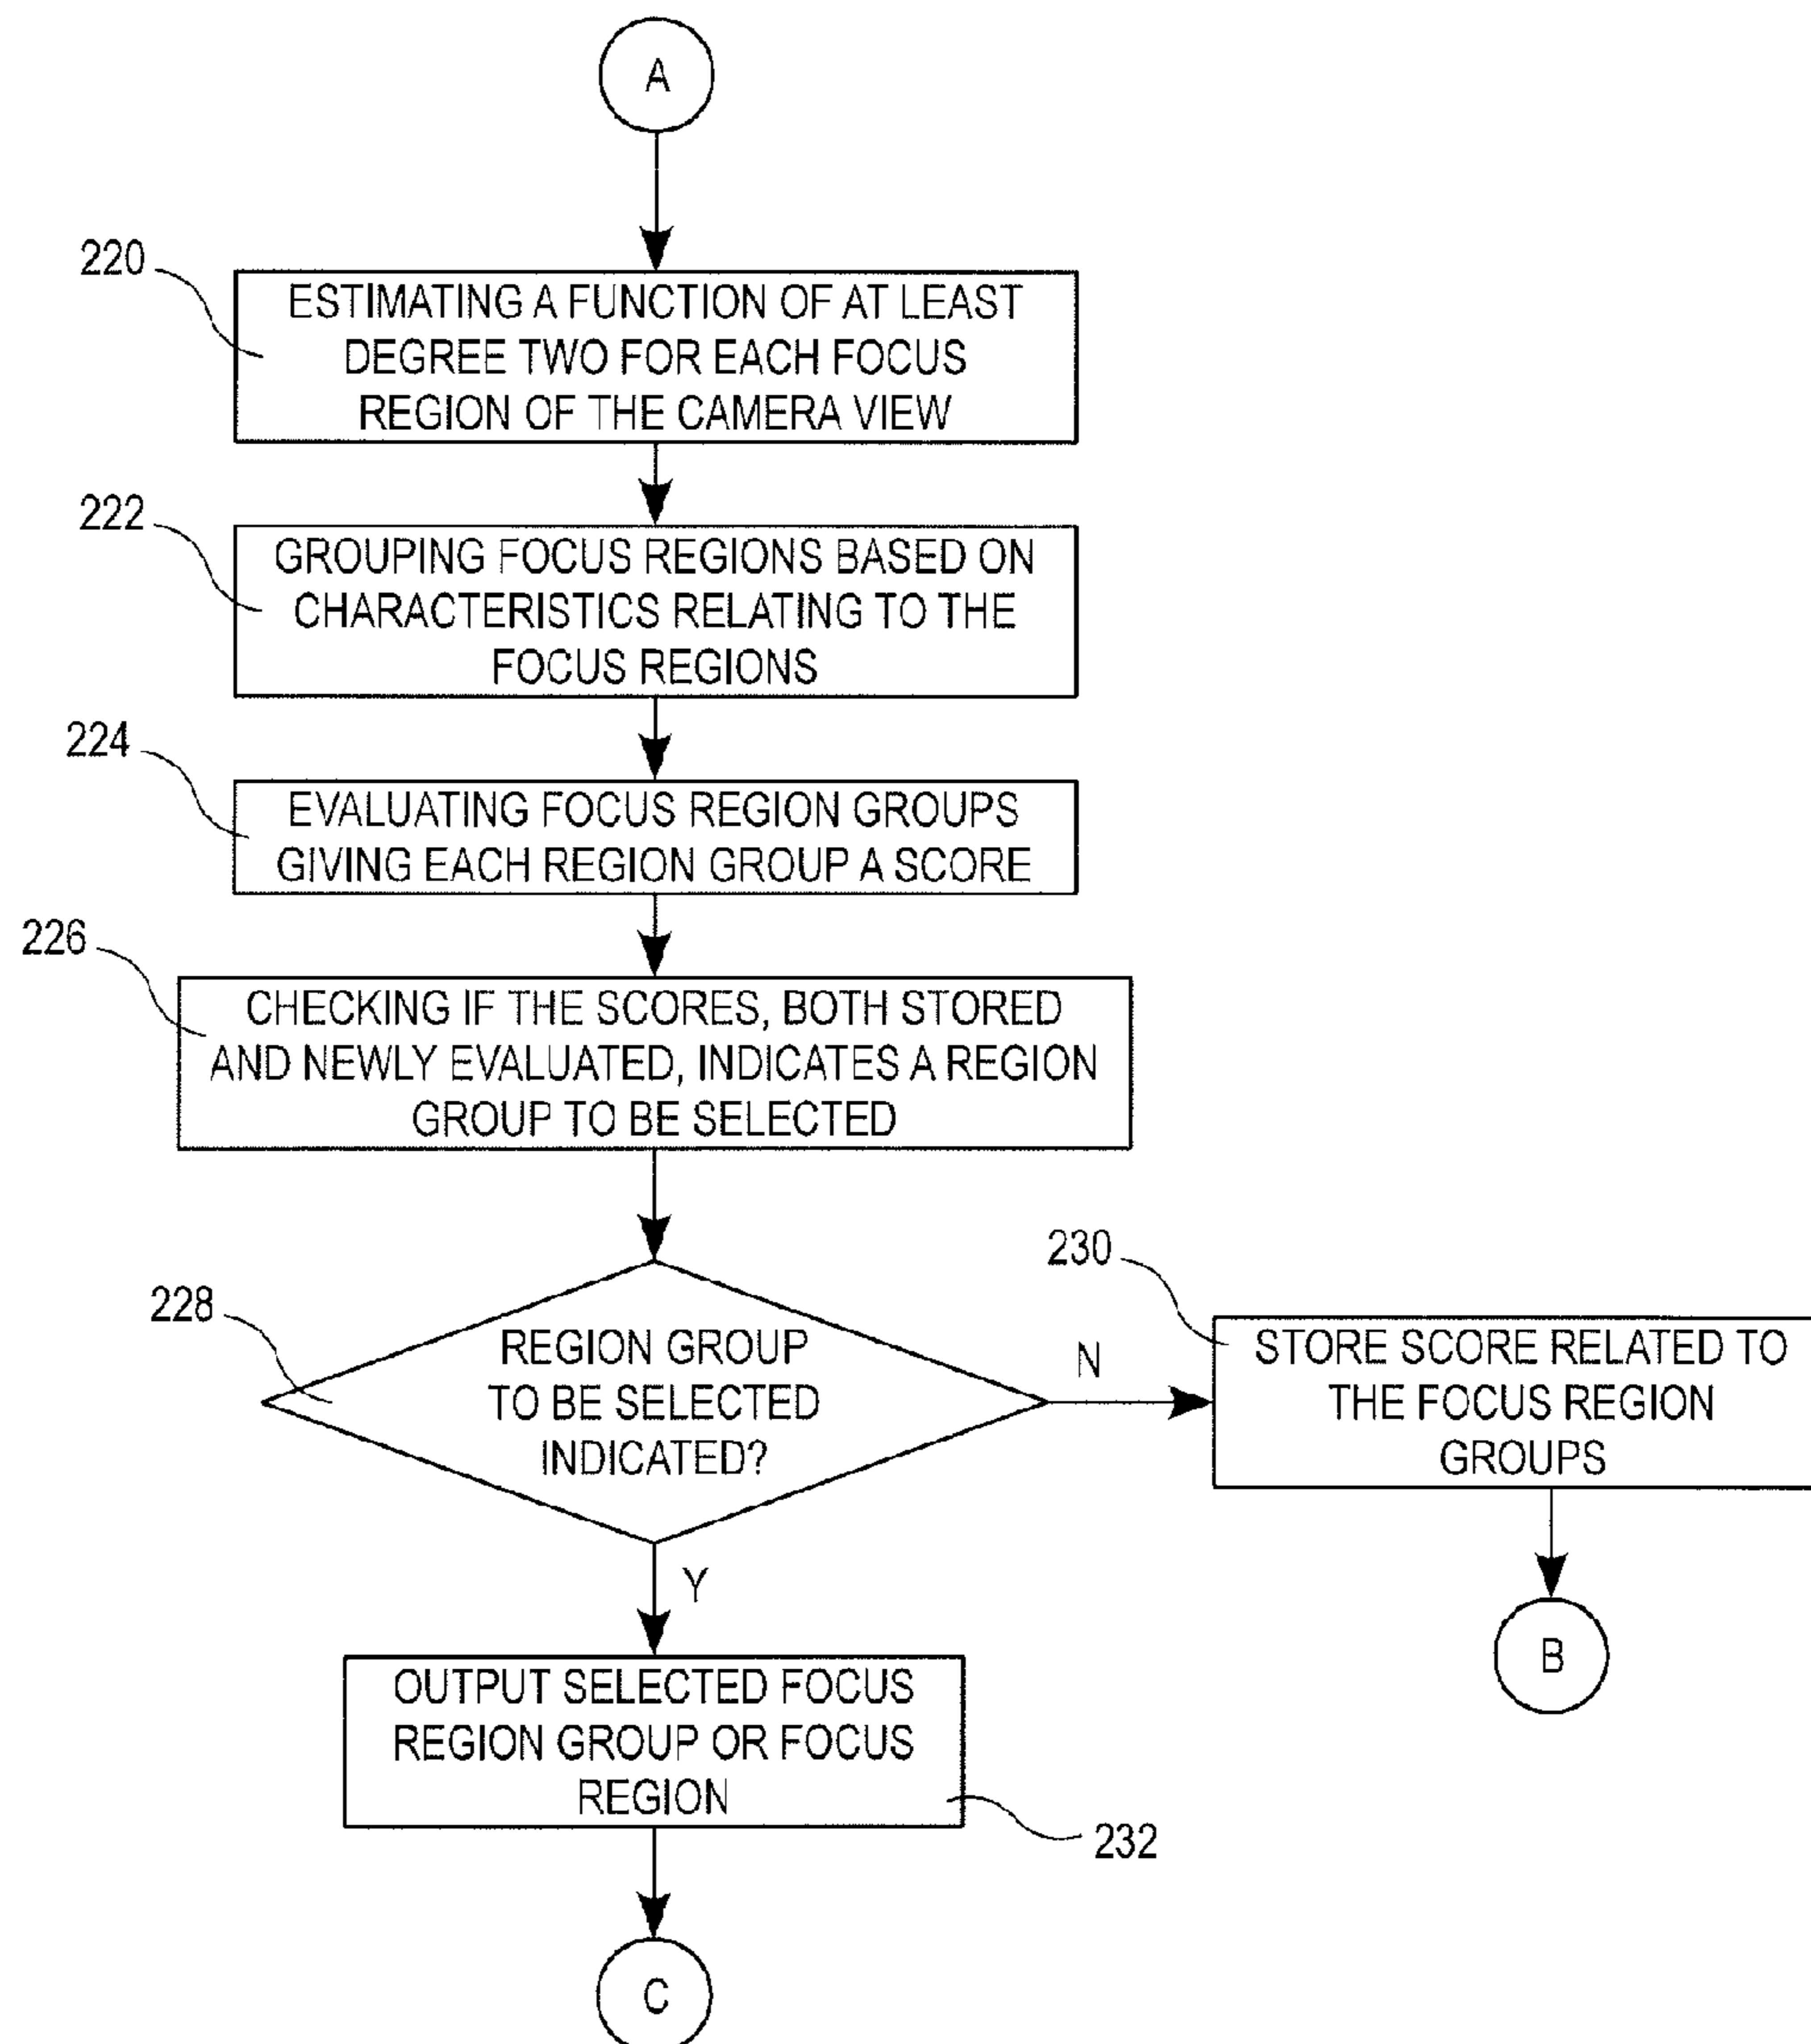 A
220
ESTIMATING A FUNCTION OF AT LEAST
DEGREE TWO FOR EACH FOCUS
REGION OF THE CAMERA VIEW
222
GROUPING FOCUS REGIONS BASED ON
CHARACTERISTICS RELATING TO THE
FOCUS REGIONS
224
EVALUATING FOCUS REGION GROUPS
GIVING EACH REGION GROUP A SCORE
226
CHECKING IF THE SCORES, BOTH STORED
AND NEWLY EVALUATED, INDICATES A REGION
GROUP TO BE SELECTED
228
REGION GROUP
TO BE SELECTED
INDICATED?
N
230
STORE SCORE RELATED TO
THE FOCUS REGION
GROUPS
B
Y
OUTPUT SELECTED FOCUS
REGION GROUP OR FOCUS
REGION
232
C